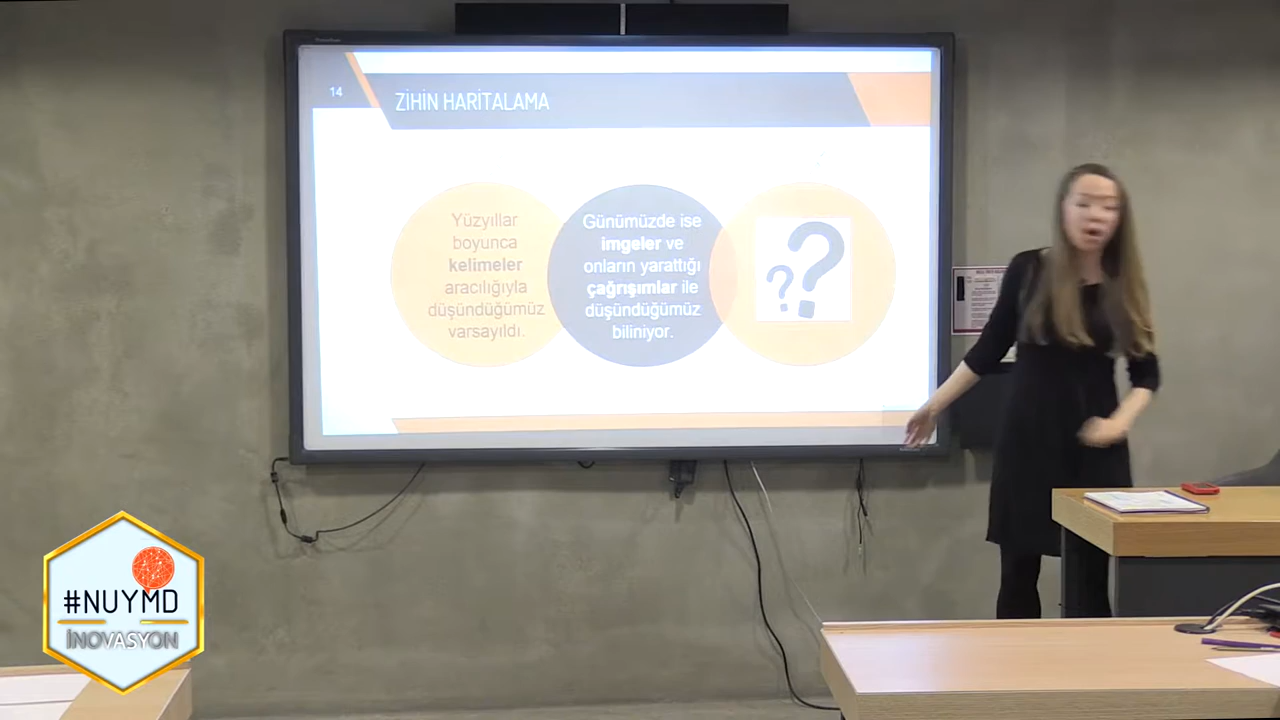 14
ZİHİN HARİTALAMA
Yüzyıllar
boyunca
kelimeler
aracılığıyla
düşündüğümüz
varsayıldı.
Günümüzde ise
imgeler ve
onların yarattığı
çağrışımlar ile
düşündüğümüz
biliniyor.
??
#NUYMD
İNOVASYON